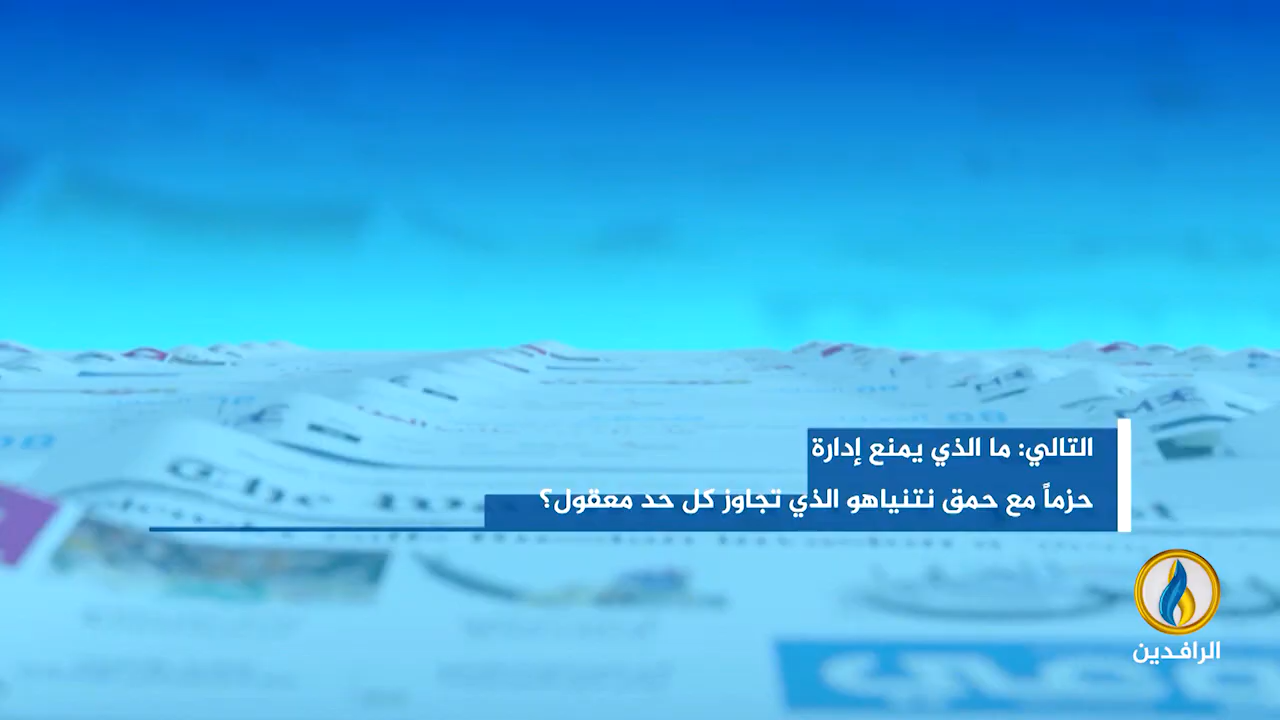 التالي: ما الذي يمنع إدارة
حزماً مع حمق نتنياهو الذي تجاوز كل حد معقول؟
الرافدين